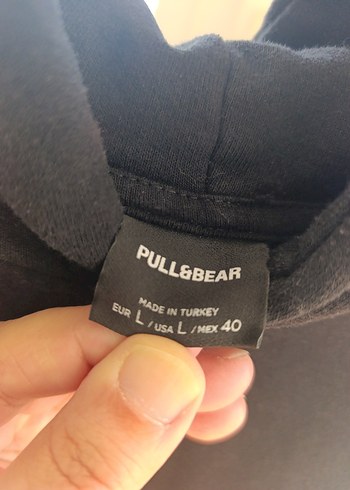 PULL&BEAR
MADE IN TURKEY
EUR L / USA L / MEX 40